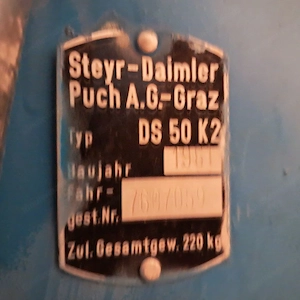 Steyr-Daimler
Puch A.G.-Graz
Typ DS 50 K2
Baujahr
Fahr-
gest.Nr.
Zul. Gesamtgew. 220 kg